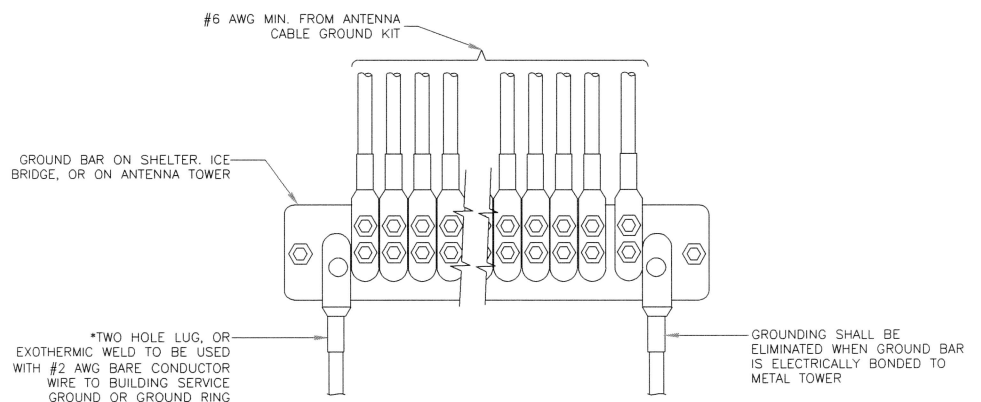 #6 AWG MIN. FROM ANTENNA
CABLE GROUND KIT
GROUND BAR ON SHELTER. ICE
BRIDGE, OR ON ANTENNA TOWER
*TWO HOLE LUG, OR
EXOTHERMIC WELD TO BE USED
WITH #2 AWG BARE CONDUCTOR
WIRE TO BUILDING SERVICE
GROUND OR GROUND RING
GROUNDING SHALL BE
ELIMINATED WHEN GROUND BAR
IS ELECTRICALLY BONDED TO
METAL TOWER